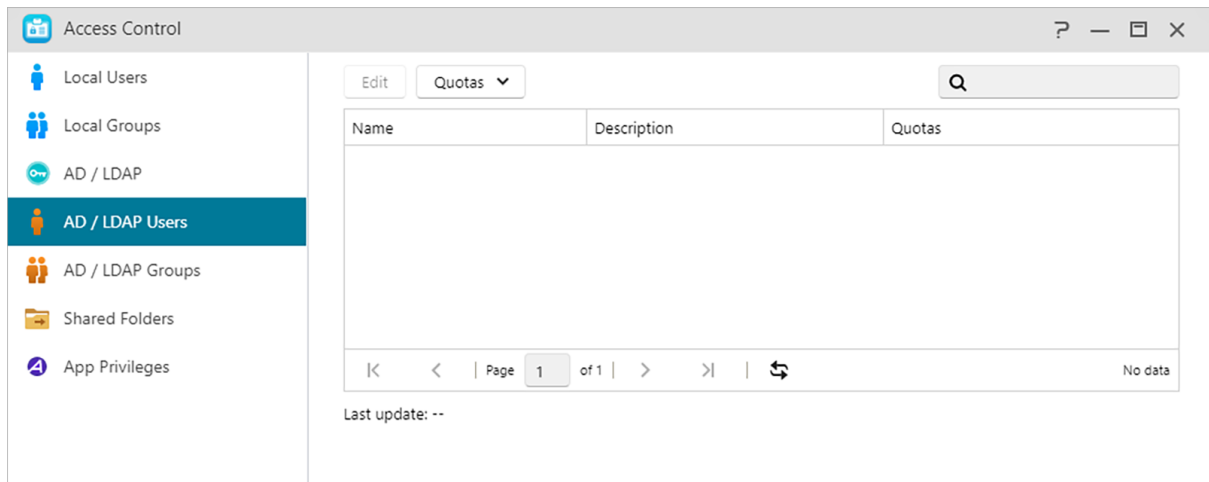 Access Control
Local Users
Local Groups
AD / LDAP
AD / LDAP Users
AD / LDAP Groups
Shared Folders
App Privileges
Edit Quotas
Name Description Quotas
Page 1 of 1 No data
Last update: --